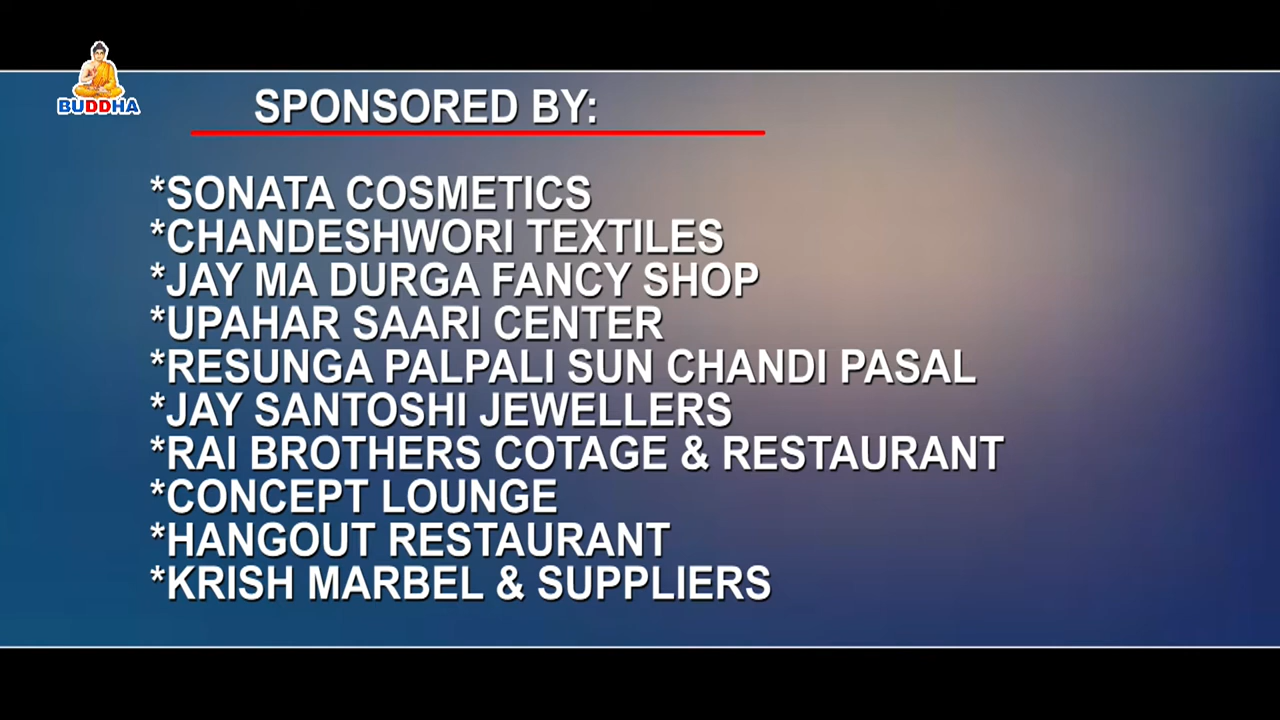 BUDDHA
SPONSORED BY:
*SONATA COSMETICS
*CHANDESHWORI TEXTILES
*JAY MA DURGA FANCY SHOP
*UPAHAR SAARI CENTER
*RESUNGA PALPALI SUN CHANDI PASAL
*JAY SANTOSHI JEWELLERS
*RAI BROTHERS COTAGE & RESTAURANT
*CONCEPT LOUNGE
*HANGOUT RESTAURANT
*KRISH MARBEL & SUPPLIERS